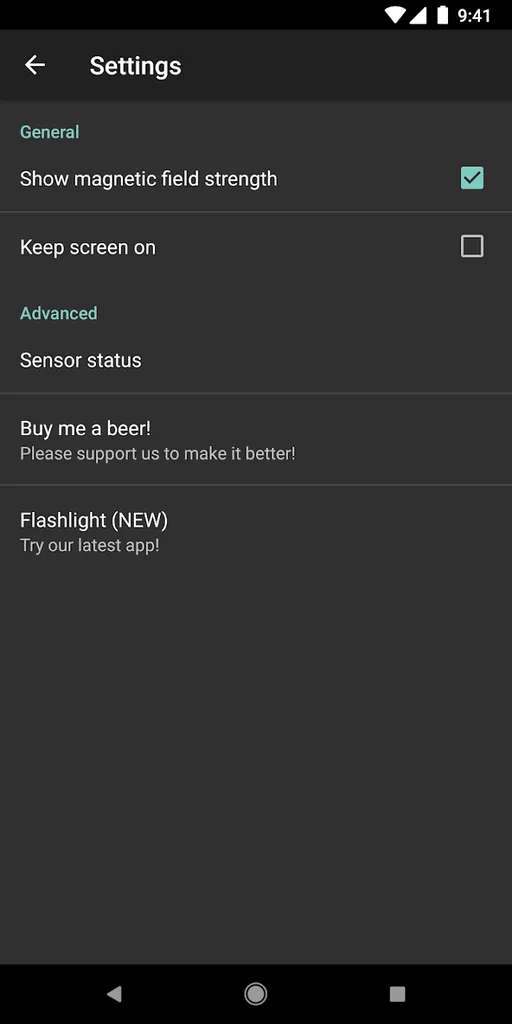 9:41
Settings
General
Show magnetic field strength
Keep screen on
Advanced
Sensor status
Buy me a beer!
Please support us to make it better!
Flashlight (NEW)
Try our latest app!